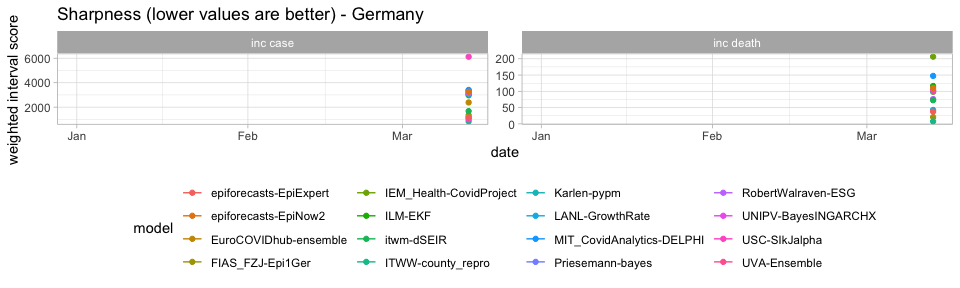 Sharpness (lower values are better) - Germany
weighted interval score
inc case
inc death
6000
4000
2000
200
150
100
50
0
Jan Feb Mar
Jan Feb Mar
date
model
epiforecasts-EpiExpert
epiforecasts-EpiNow2
EuroCOVIDhub-ensemble
FIAS_FZJ-Epi1Ger
IEM_Health-CovidProject
ILM-EKF
itwm-dSEIR
ITWW-county_repro
Karlen-pypm
LANL-GrowthRate
MIT_CovidAnalytics-DELPHI
Priesemann-bayes
RobertWalraven-ESG
UNIPV-BayesINGARCHX
USC-SIkJalpha
UVA-Ensemble